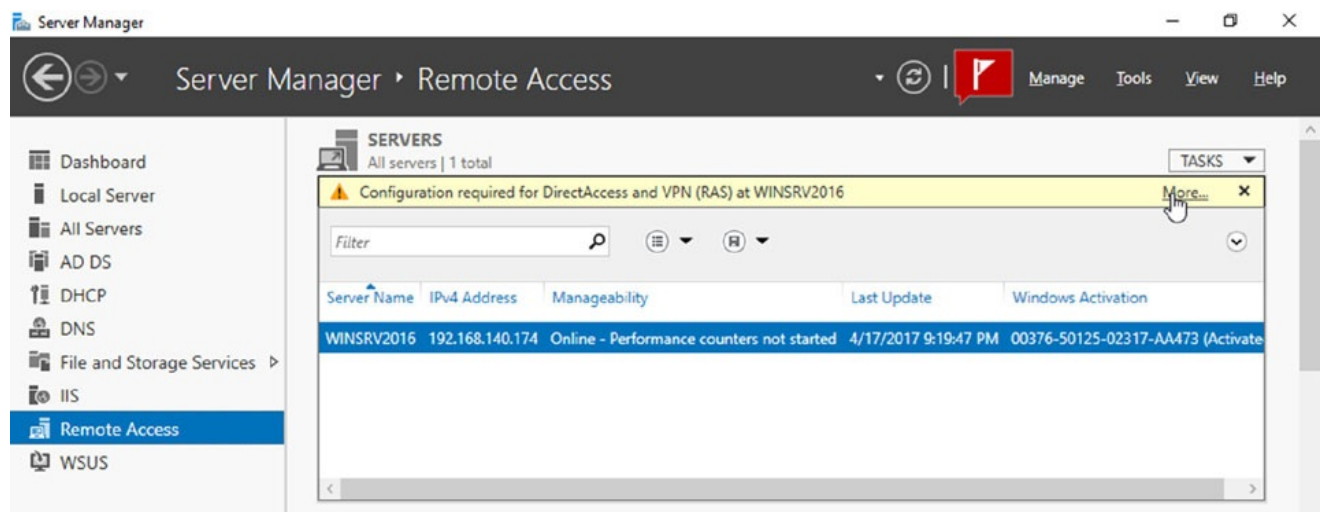 Server Manager
Server Manager ‣ Remote Access
Manage Tools View Help
Dashboard
Local Server
All Servers
AD DS
DHCP
DNS
File and Storage Services
IIS
Remote Access
WSUS
SERVERS
All servers | 1 total
TASKS
Configuration required for DirectAccess and VPN (RAS) at WINSRV2016 More...
Filter
Server Name IPv4 Address Manageability Last Update Windows Activation
WINSRV2016 192.168.140.174 Online - Performance counters not started 4/17/2017 9:19:47 PM 00376-50125-02317-AA473 (Activate